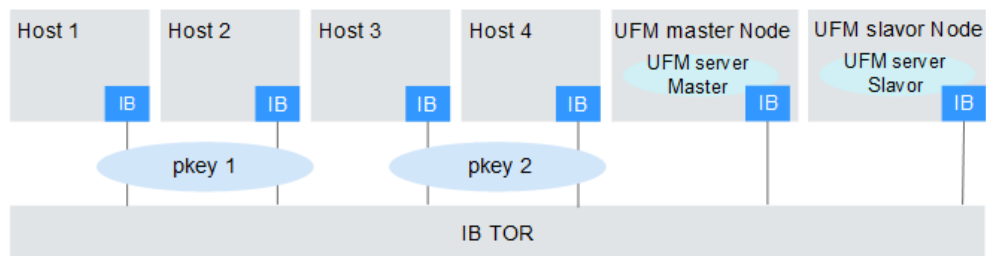 Host 1
Host 2
Host 3
Host 4
UFM master Node
UFM slavor Node
UFM server
Master
UFM server
Slavor
IB
IB
IB
IB
IB
IB
pkey 1
pkey 2
IB TOR